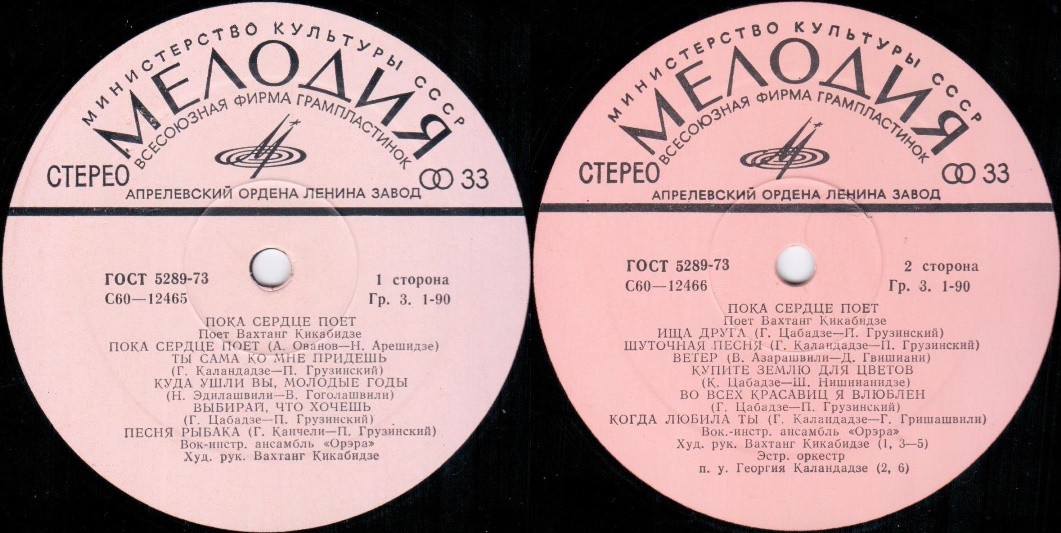 МИНИСТЕРСТВО КУЛЬТУРЫ СССР
МЕЛОДИЯ
ВСЕСОЮЗНАЯ ФИРМА ГРАМПЛАСТИНОК
СТЕРЕО
33
АПРЕЛЕВСКИЙ ОРДЕНА ЛЕНИНА ЗАВОД
ГОСТ 5289-73
1 сторона
С60—12465
Гр. 3. 1-90
ПОКА СЕРДЦЕ ПОЕТ
Поет Вахтанг Кикабидзе
ПОКА СЕРДЦЕ ПОЕТ (А. Ованов—Н. Арешидзе)
ТЫ САМА КО МНЕ ПРИДЕШЬ
(Г. Каландадзе—П. Грузинский)
КУДА УШЛИ ВЫ, МОЛОДЫЕ ГОДЫ
(Н. Эдилашвили—В. Гоголашвили)
ВЫБИРАЙ, ЧТО ХОЧЕШЬ
(Г. Цабадзе—П. Грузинский)
ПЕСНЯ РЫБАКА (Г. Канчели—П. Грузинский)
Вок-инстр. ансамбль «Орэра»
Худ. рук. Вахтанг Кикабидзе
МИНИСТЕРСТВО КУЛЬТУРЫ СССР
МЕЛОДИЯ
ВСЕСОЮЗНАЯ ФИРМА ГРАМПЛАСТИНОК
СТЕРЕО
33
АПРЕЛЕВСКИЙ ОРДЕНА ЛЕНИНА ЗАВОД
ГОСТ 5289-73
2 сторона
С60—12466
Гр. 3. 1-90
ПОКА СЕРДЦЕ ПОЕТ
Поет Вахтанг Кикабидзе
ИЩА ДРУГА (Г. Цабадзе—П. Грузинский)
ШУТОЧНАЯ ПЕСНЯ (Г. Каландадзе—П. Грузинский)
ВЕТЕР (В. Азарашвили—Д. Гвишиани)
КУПИТЕ ЗЕМЛЮ ДЛЯ ЦВЕТОВ
(К. Цабадзе—Ш. Нишнианидзе)
ВО ВСЕХ КРАСАВИЦ Я ВЛЮБЛЕН
(Г. Цабадзе—П. Грузинский)
КОГДА ЛЮБИЛА ТЫ (Г. Каландадзе—Г. Гришашвили)
Вок.-инстр. ансамбль «Орэра»
Худ. рук. Вахтанг Кикабидзе (1, 3—5)
Эстр. оркестр
п. у. Георгия Каландадзе (2, 6)